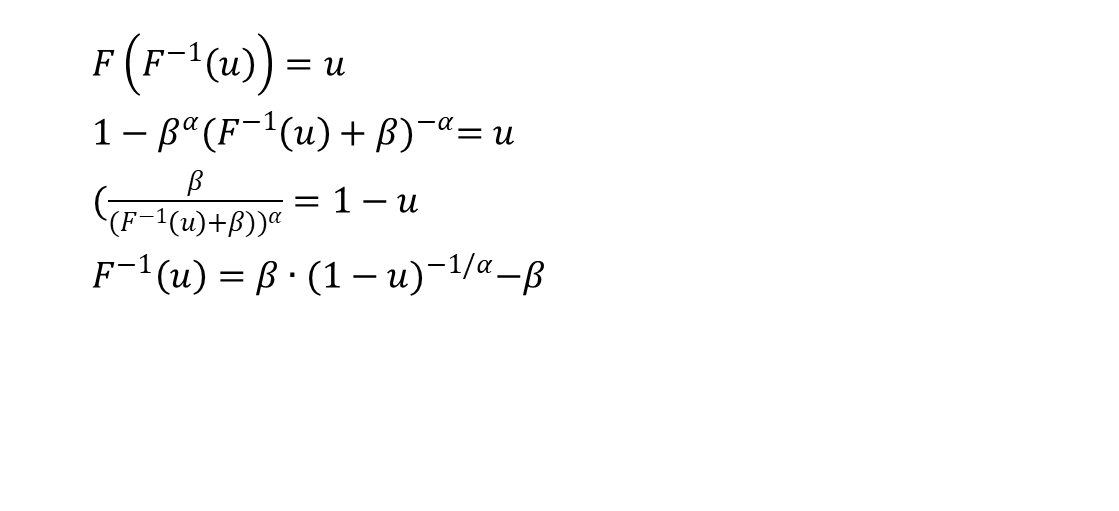 F(F⁻¹(u)) = u
1 − β^α(F⁻¹(u) + β)^−α = u
(β/(F⁻¹(u)+β))^α = 1 − u
F⁻¹(u) = β · (1 − u)^−1/α − β